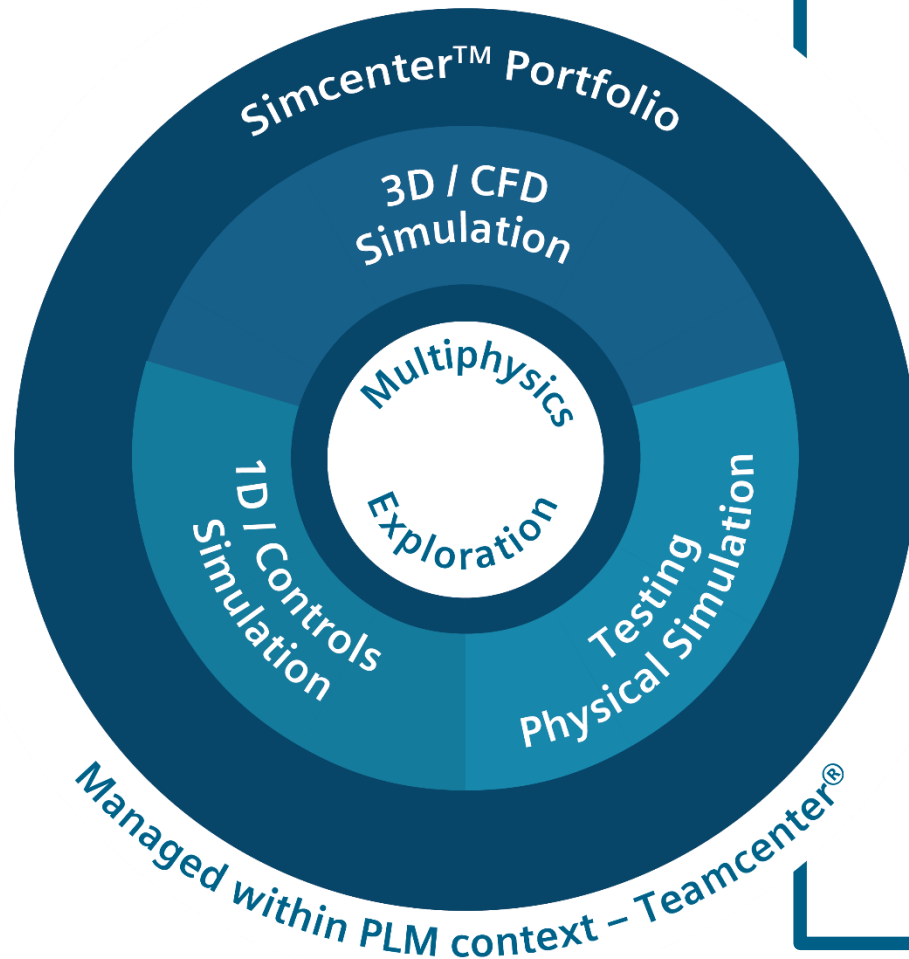 Simcenter™ Portfolio
3D / CFD
Simulation
Multiphysics
Exploration
1D / Controls
Simulation
Testing
Physical Simulation
Managed within PLM context – Teamcenter®